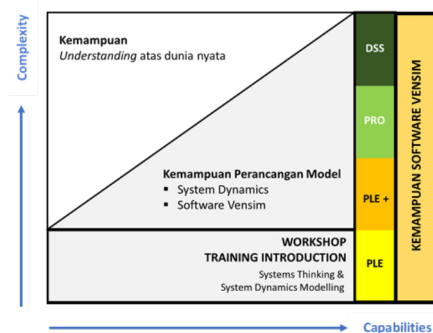 Complexity
Kemampuan
Understanding atas dunia nyata
Kemampuan Perancangan Model
▪ System Dynamics
▪ Software Vensim
WORKSHOP
TRAINING INTRODUCTION
Systems Thinking &
System Dynamics Modelling
DSS
PRO
PLE +
PLE
KEMAMPUAN SOFTWARE VENSIM
Capabilities